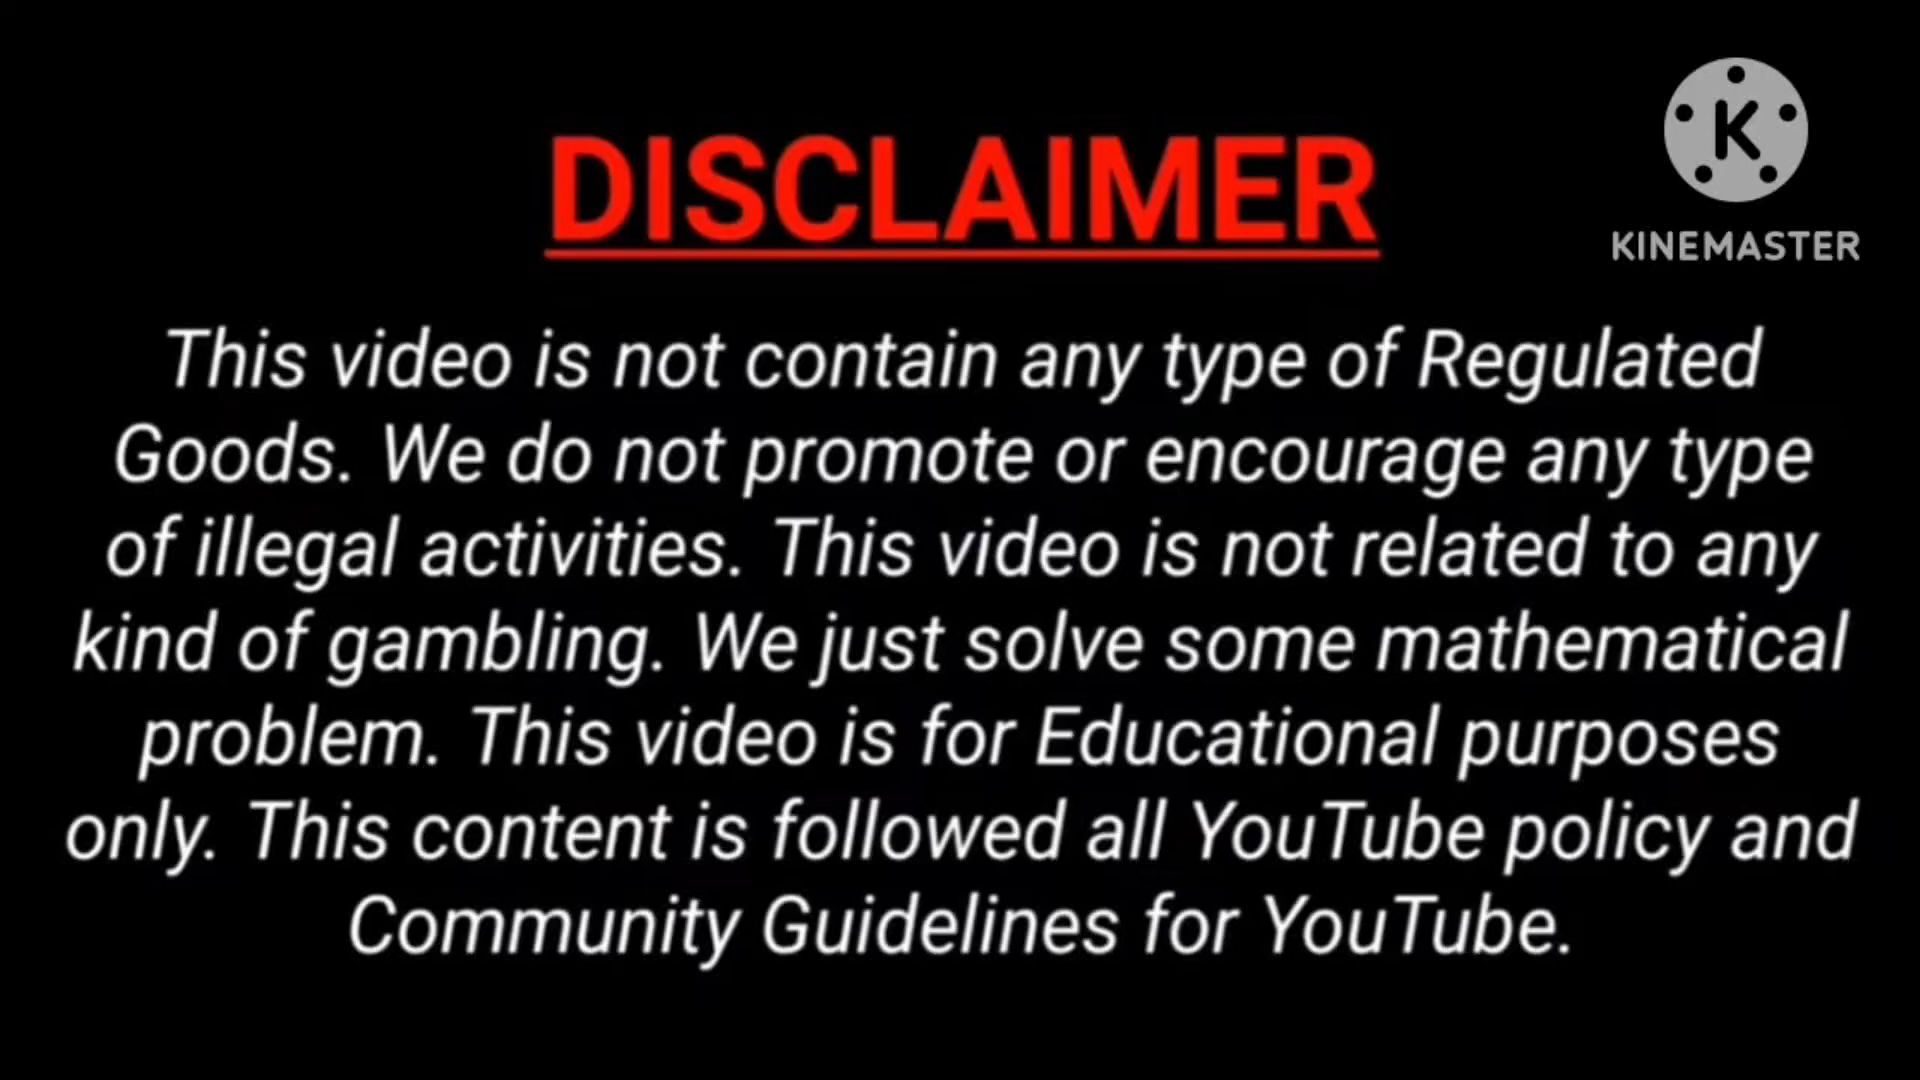 DISCLAIMER
K
KINEMASTER
This video is not contain any type of Regulated
Goods. We do not promote or encourage any type
of illegal activities. This video is not related to any
kind of gambling. We just solve some mathematical
problem. This video is for Educational purposes
only. This content is followed all YouTube policy and
Community Guidelines for YouTube.